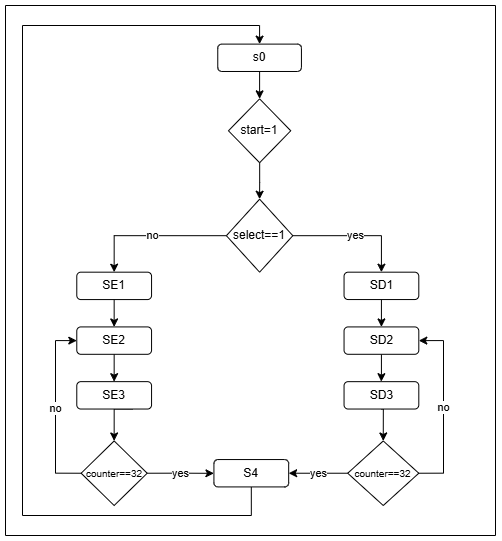 s0
start=1
select==1
no
yes
SE1
SD1
SE2
SD2
SE3
SD3
no
no
counter==32
yes
S4
yes
counter==32